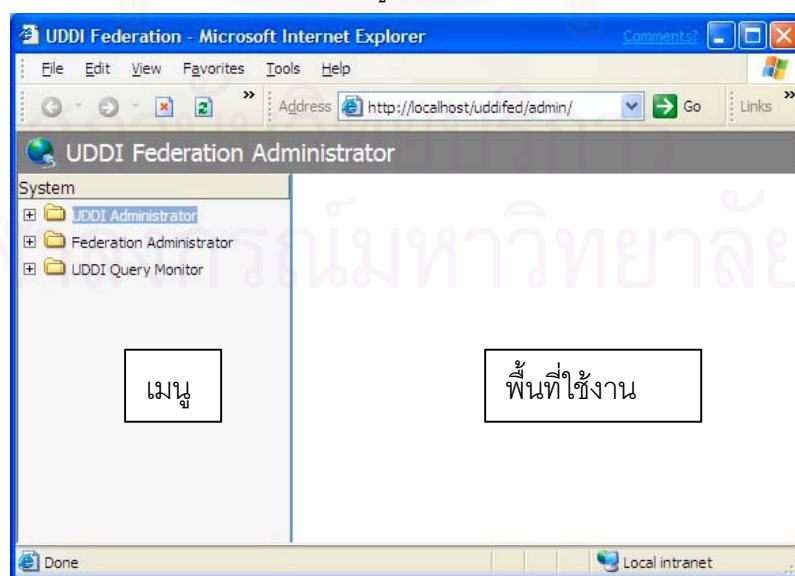 UDDI Federation - Microsoft Internet Explorer Comments?
File Edit View Favorites Tools Help
Address http://localhost/uddifed/admin/ Go Links
UDDI Federation Administrator
System
UDDI Administrator
Federation Administrator
UDDI Query Monitor
เมนู
พื้นที่ใช้งาน
Done Local intranet